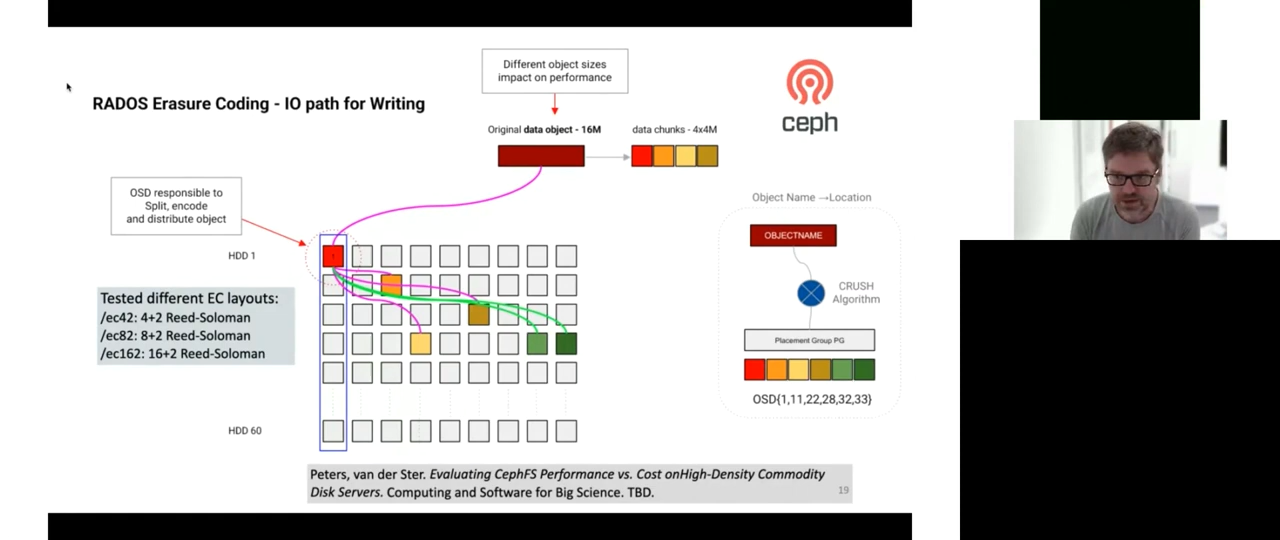 Different object sizes
impact on performance
RADOS Erasure Coding - IO path for Writing
ceph
Original data object - 16M
data chunks - 4x4M
OSD responsible to
Split, encode
and distribute object
Object Name →Location
OBJECTNAME
HDD 1
CRUSH
Algorithm
Tested different EC layouts:
/ec42: 4+2 Reed-Soloman
/ec82: 8+2 Reed-Soloman
/ec162: 16+2 Reed-Soloman
Placement Group PG
OSD{1,11,22,28,32,33}
HDD 60
Peters, van der Ster. Evaluating CephFS Performance vs. Cost onHigh-Density Commodity
Disk Servers. Computing and Software for Big Science. TBD.
19